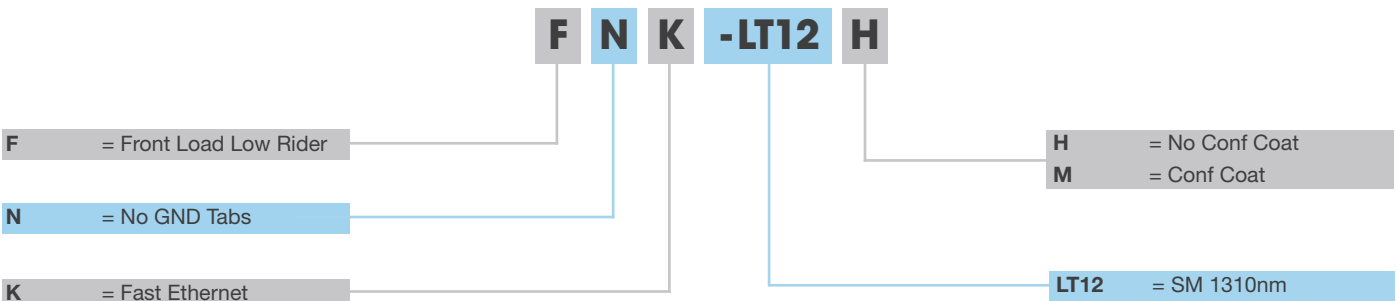 F N K -LT12 H
F = Front Load Low Rider
H = No Conf Coat
M = Conf Coat
N = No GND Tabs
K = Fast Ethernet
LT12 = SM 1310nm